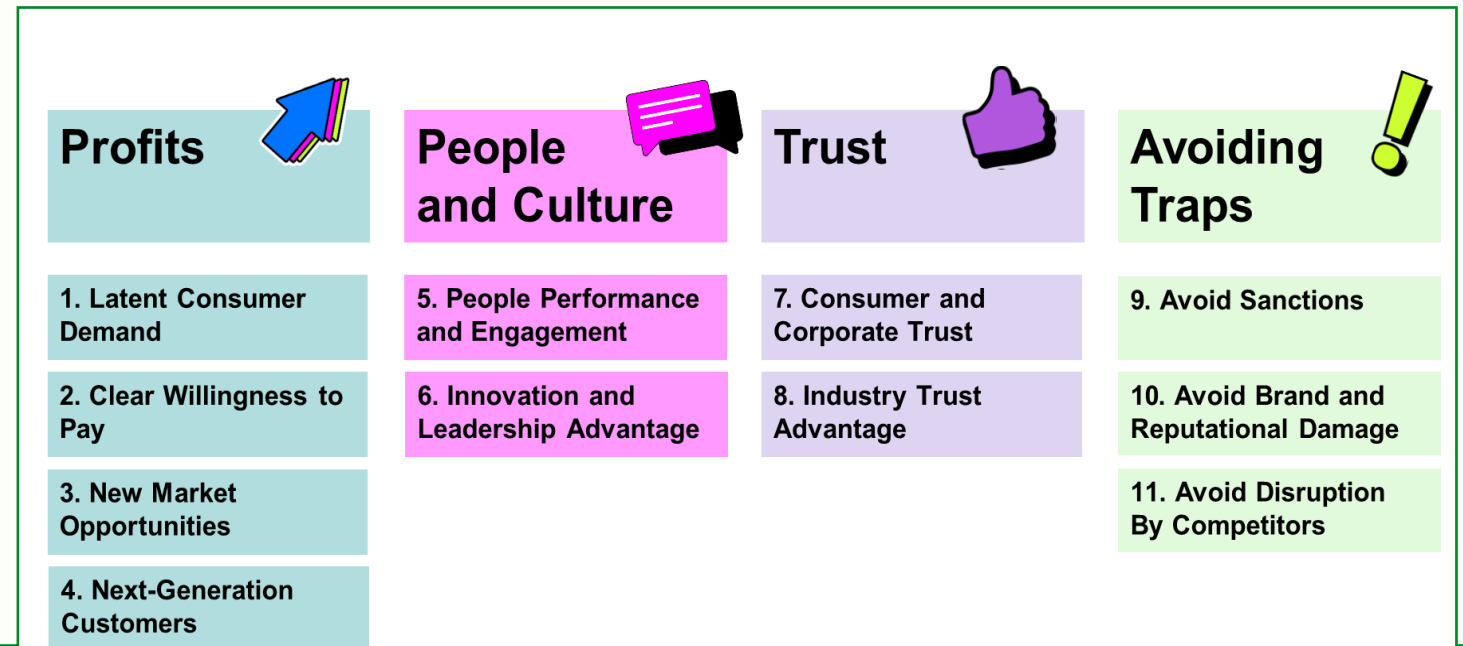 Profits
People
and Culture
Trust
Avoiding
Traps
1. Latent Consumer
Demand
2. Clear Willingness to
Pay
3. New Market
Opportunities
4. Next-Generation
Customers
5. People Performance
and Engagement
6. Innovation and
Leadership Advantage
7. Consumer and
Corporate Trust
8. Industry Trust
Advantage
9. Avoid Sanctions
10. Avoid Brand and
Reputational Damage
11. Avoid Disruption
By Competitors